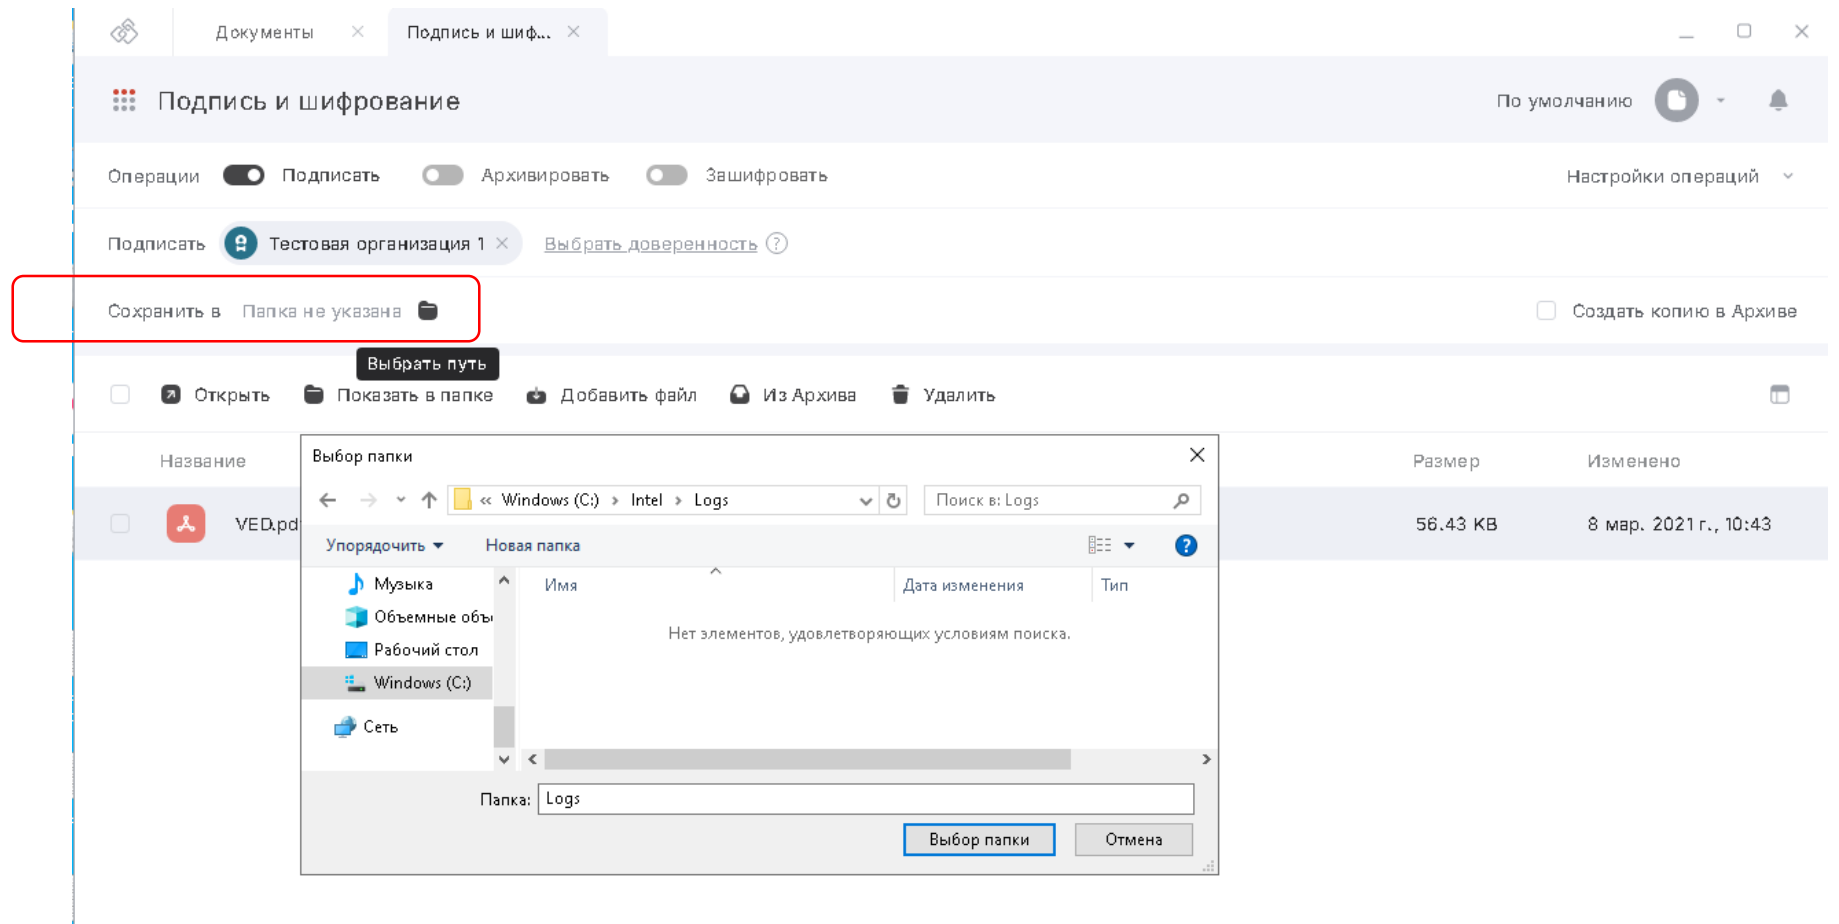 Документы
Подпись и шиф...
Подпись и шифрование
По умолчанию
Операции Подписать Архивировать Зашифровать Настройки операций
Подписать Тестовая организация 1 Выбрать доверенность ?
Сохранить в Папка не указана Создать копию в Архиве
Выбрать путь
Открыть Показать в папке Добавить файл Из Архива Удалить
Название Размер Изменено
VED.pd 56.43 KB 8 мар. 2021 г., 10:43
Выбор папки
« Windows (C:) › Intel › Logs Поиск в: Logs
Упорядочить Новая папка ?
Музыка
Объемные объ
Рабочий стол
Windows (C:)
Сеть
Имя Дата изменения Тип
Нет элементов, удовлетворяющих условиям поиска.
Папка: Logs
Выбор папки Отмена